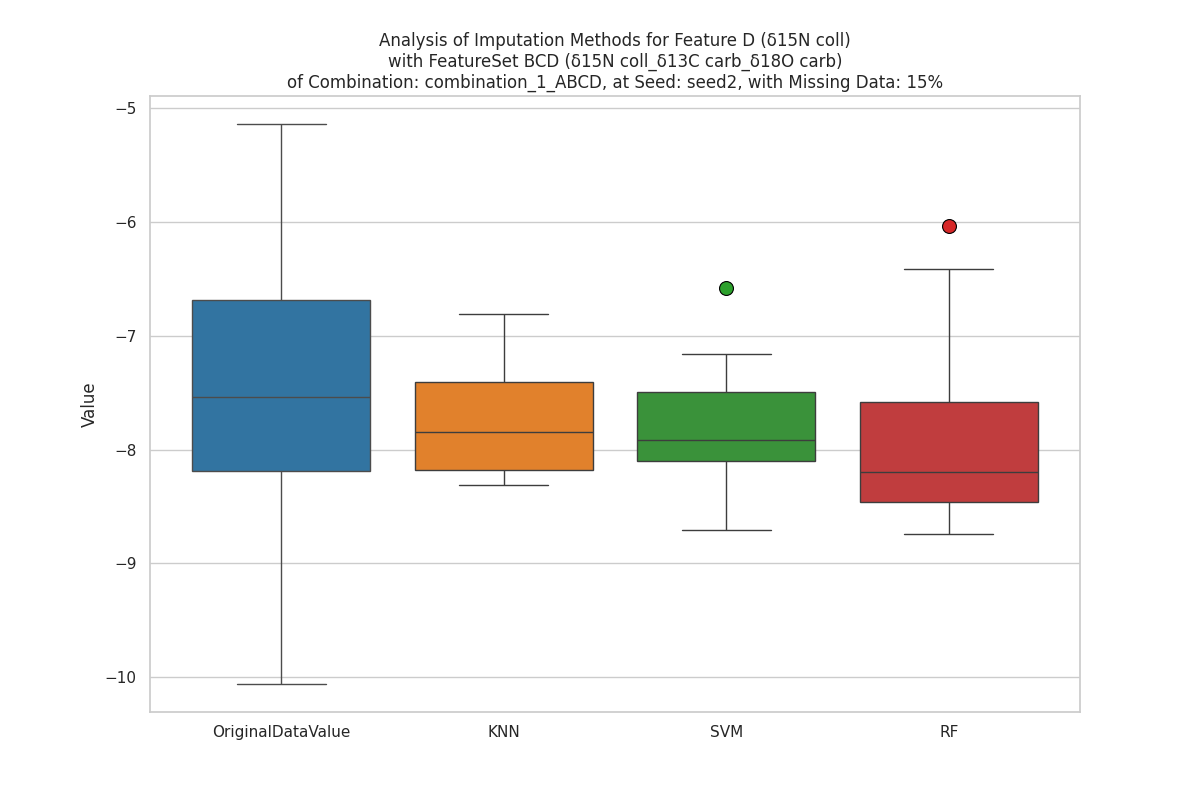 Analysis of Imputation Methods for Feature D (δ15N coll)
with FeatureSet BCD (δ15N coll_δ13C carb_δ18O carb)
of Combination: combination_1_ABCD, at Seed: seed2, with Missing Data: 15%
−5
−6
−7
−8
−9
−10
Value
OriginalDataValue
KNN
SVM
RF